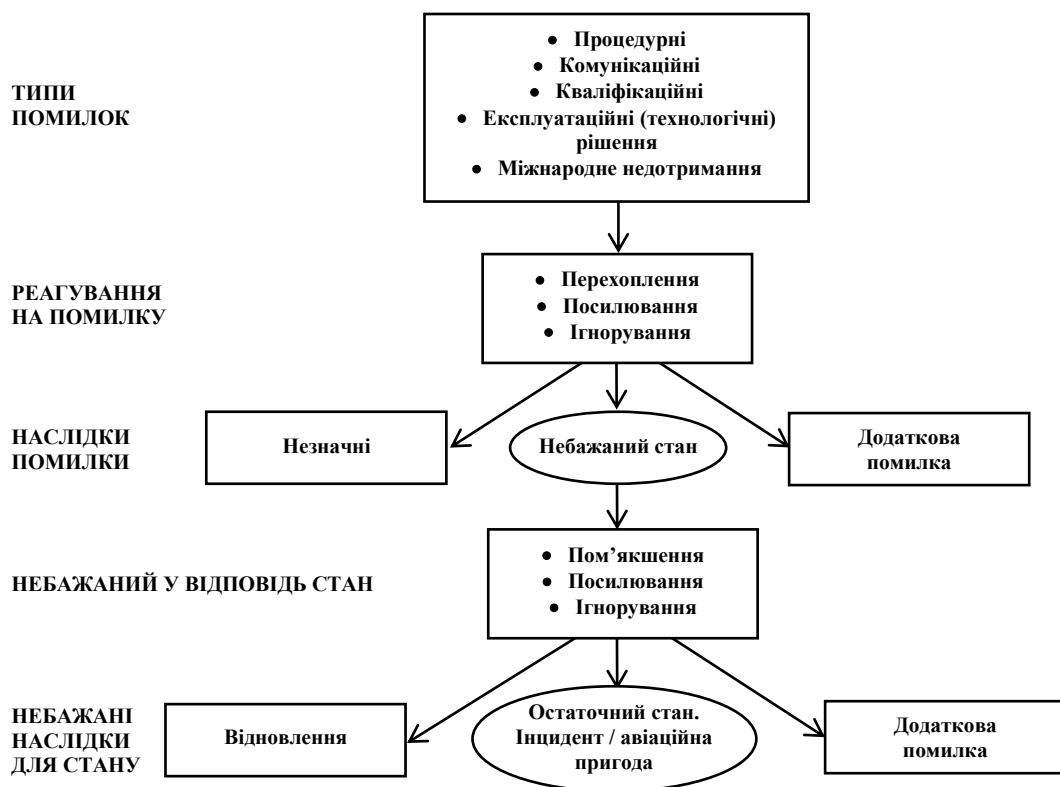 ТИПИ
ПОМИЛОК
• Процедурні
• Комунікаційні
• Кваліфікаційні
• Експлуатаційні (технологічні)
рішення
• Міжнародне недотримання
РЕАГУВАННЯ
НА ПОМИЛКУ
• Перехоплення
• Посилювання
• Ігнорування
НАСЛІДКИ
ПОМИЛКИ
Незначні
Небажаний стан
Додаткова
помилка
НЕБАЖАНИЙ У ВІДПОВІДЬ СТАН
• Пом’якшення
• Посилювання
• Ігнорування
НЕБАЖАНІ
НАСЛІДКИ
ДЛЯ СТАНУ
Відновлення
Остаточний стан.
Інцидент / авіаційна
пригода
Додаткова
помилка